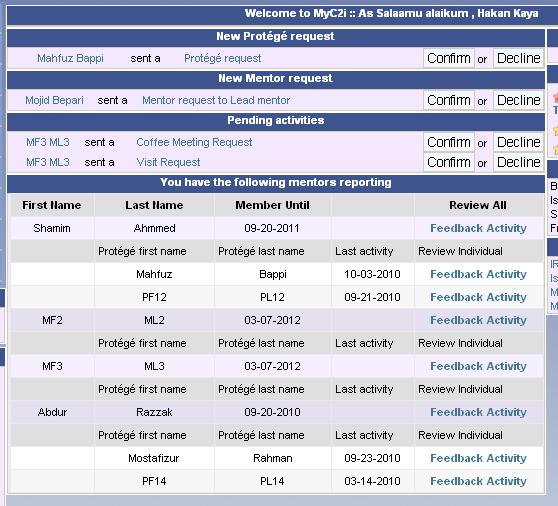 Welcome to MyC2i :: As Salaamu alaikum , Hakan Kaya
New Protégé request
Mahfuz Bappi sent a Protégé request Confirm or Decline
New Mentor request
Mojid Bepari sent a Mentor request to Lead mentor Confirm or Decline
Pending activities
MF3 ML3 sent a Coffee Meeting Request Confirm or Decline
MF3 ML3 sent a Visit Request Confirm or Decline
You have the following mentors reporting
First Name Last Name Member Until Review All
Shamim Ahmmed 09-20-2011 Feedback Activity
Protégé first name Protégé last name Last activity Review Individual
Mahfuz Bappi 10-03-2010 Feedback Activity
PF12 PL12 09-21-2010 Feedback Activity
MF2 ML2 03-07-2012 Feedback Activity
Protégé first name Protégé last name Last activity Review Individual
MF3 ML3 03-07-2012 Feedback Activity
Protégé first name Protégé last name Last activity Review Individual
Abdur Razzak 09-20-2010 Feedback Activity
Protégé first name Protégé last name Last activity Review Individual
Mostafizur Rahman 09-23-2010 Feedback Activity
PF14 PL14 03-14-2010 Feedback Activity